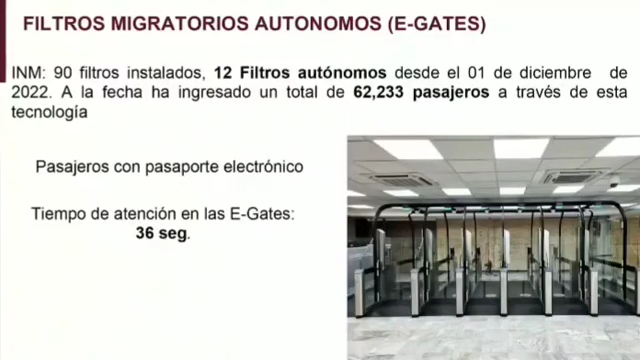 FILTROS MIGRATORIOS AUTONOMOS (E-GATES)
INM: 90 filtros instalados, 12 Filtros autónomos desde el 01 de diciembre de
2022. A la fecha ha ingresado un total de 62,233 pasajeros a través de esta
tecnología
Pasajeros con pasaporte electrónico
Tiempo de atención en las E-Gates:
36 seg.